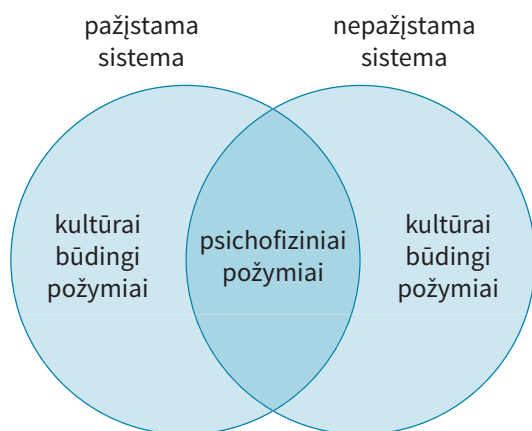 pažįstama
sistema
nepažįstama
sistema
kultūrai
būdingi
požymiai
psichofiziniai
požymiai
kultūrai
būdingi
požymiai